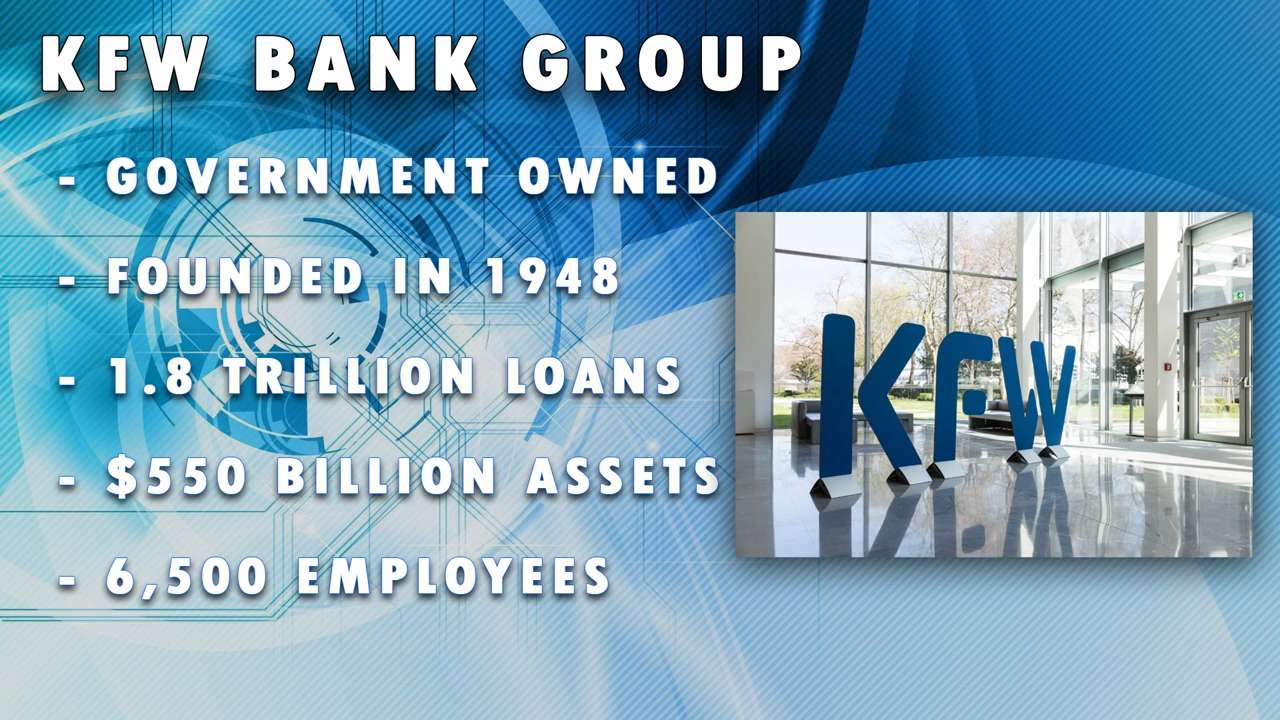 KFW BANK GROUP
- GOVERNMENT OWNED
- FOUNDED IN 1948
- 1.8 TRILLION LOANS
- $550 BILLION ASSETS
- 6,500 EMPLOYEES
KFW